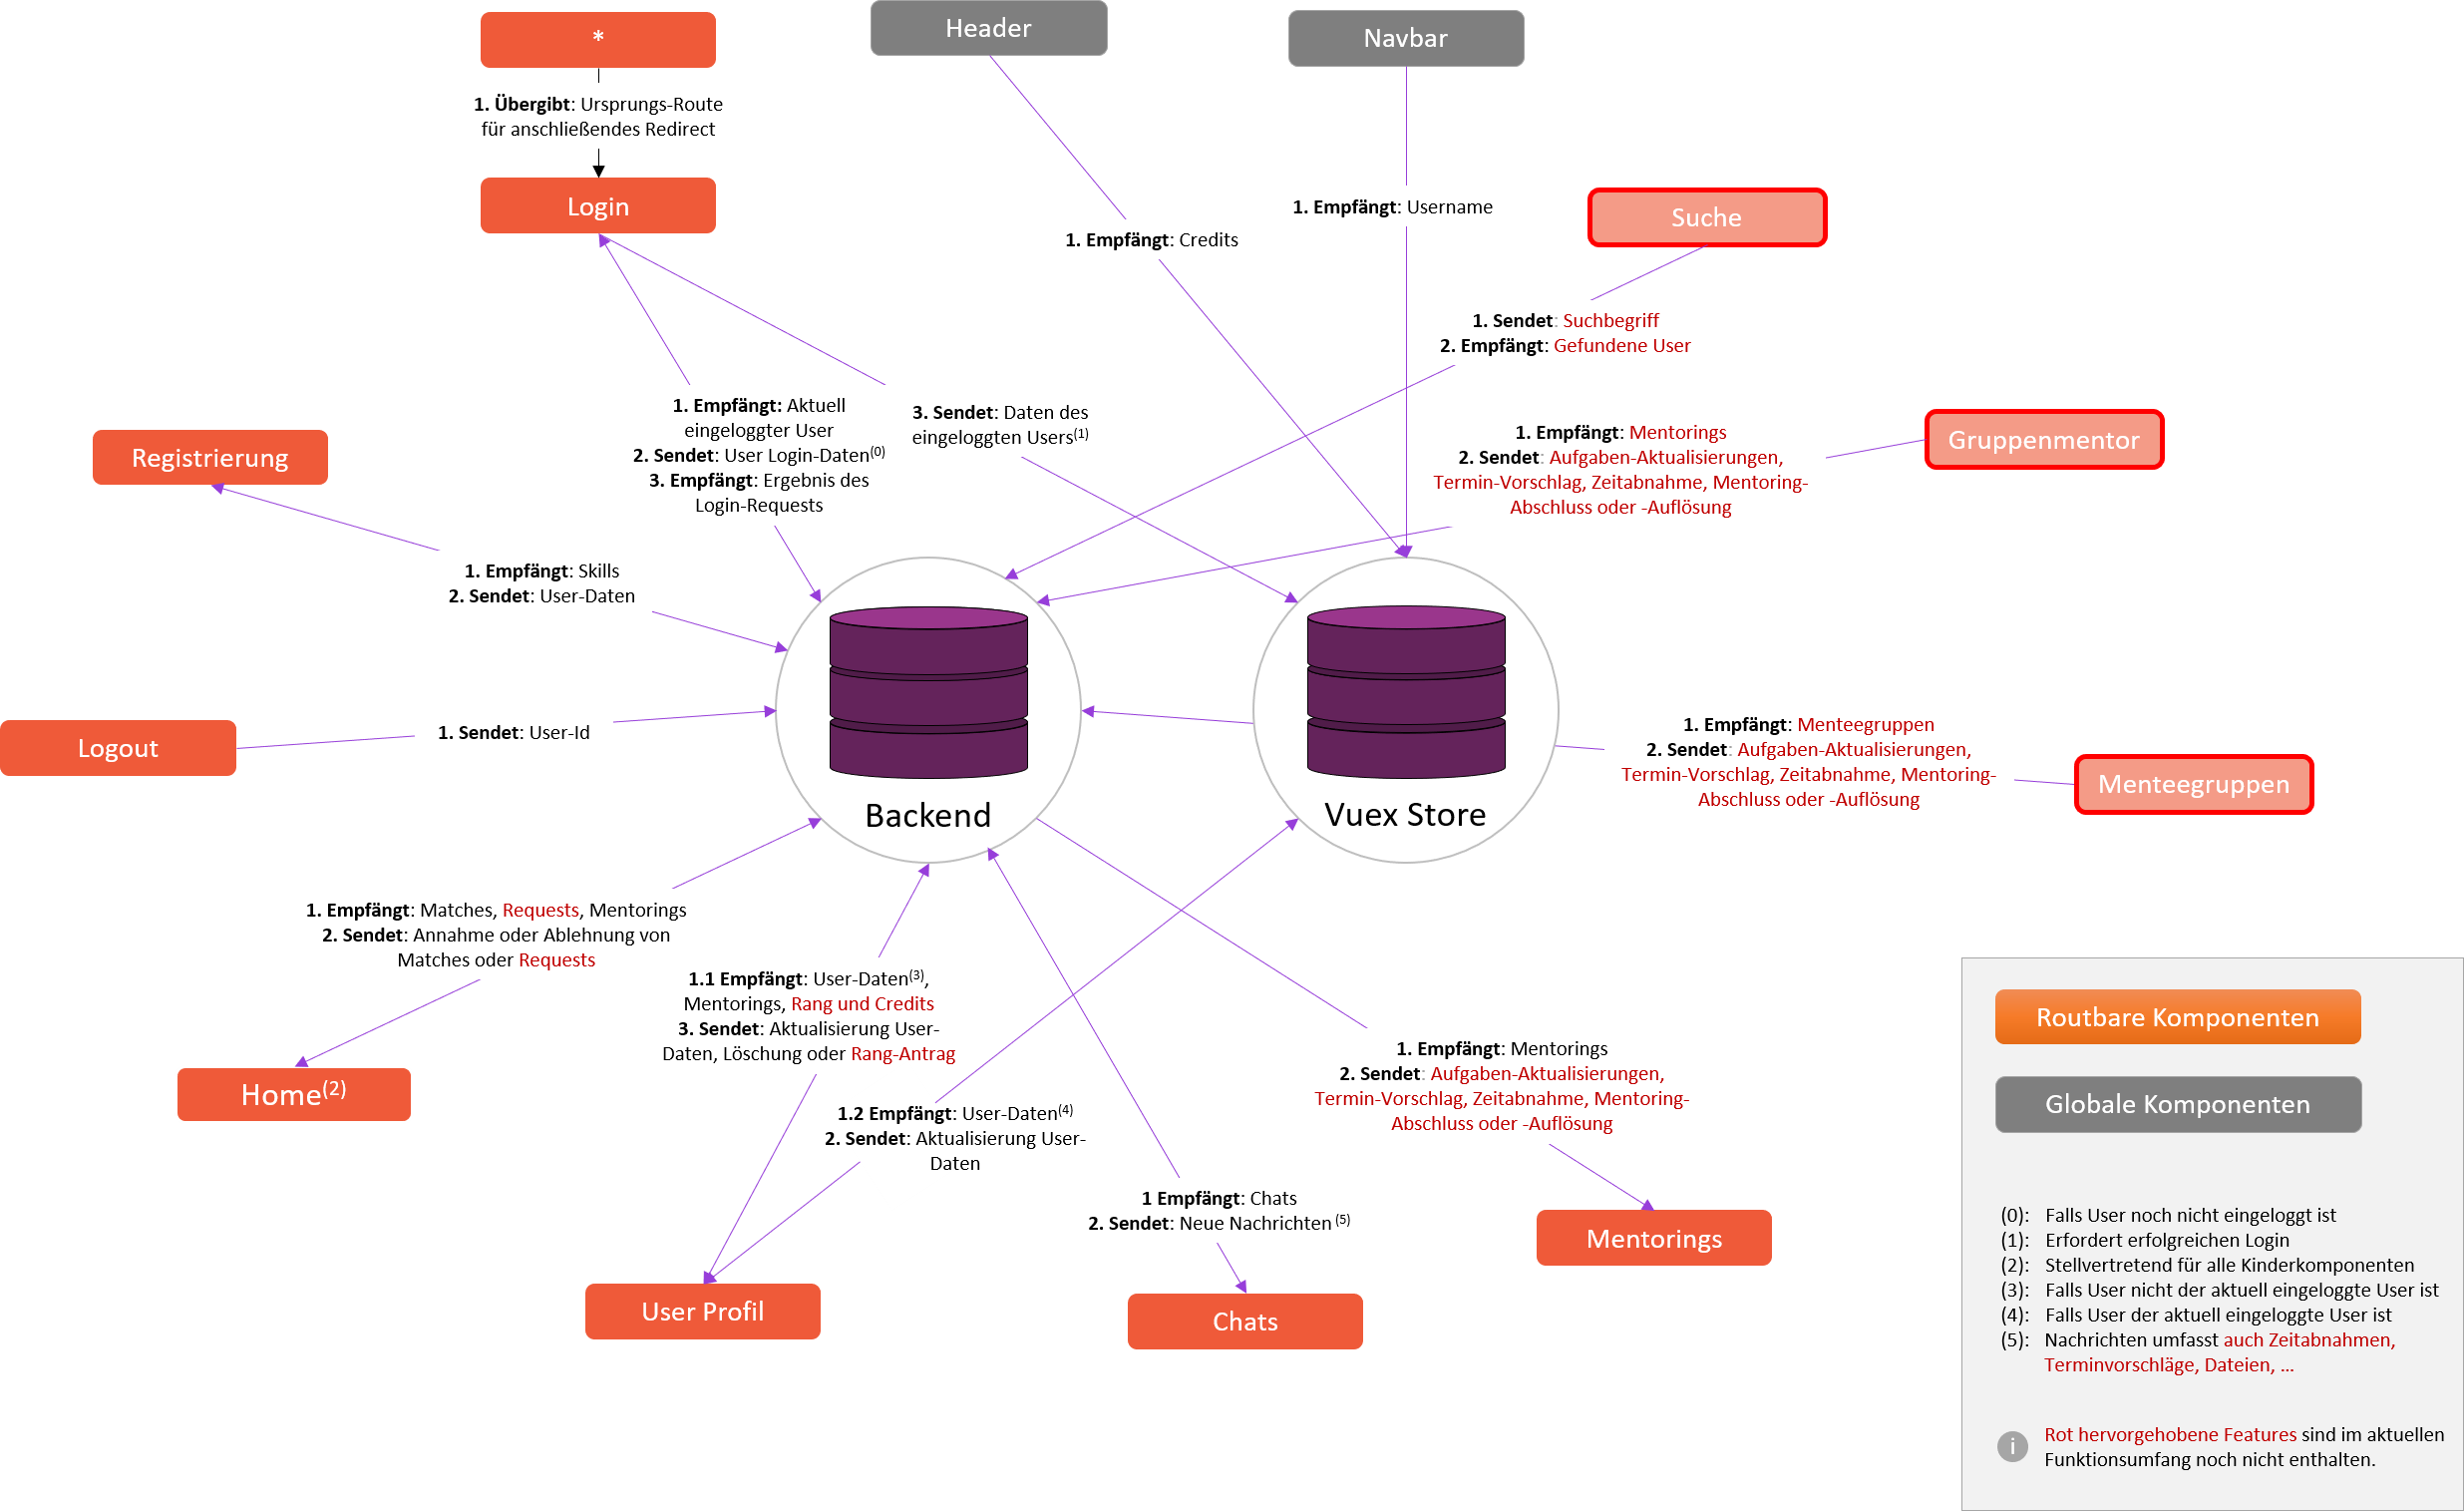 *
Header
Navbar
1. Übergibt: Ursprungs-Route
für anschließendes Redirect
Login
1. Empfängt: Credits
1. Empfängt: Username
Suche
1. Sendet: Suchbegriff
2. Empfängt: Gefundene User
1. Empfängt: Aktuell
eingeloggter User
2. Sendet: User Login-Daten(0)
3. Empfängt: Ergebnis des
Login-Requests
3. Sendet: Daten des
eingeloggten Users(1)
Gruppenmentor
1. Empfängt: Mentorings
2. Sendet: Aufgaben-Aktualisierungen,
Termin-Vorschlag, Zeitabnahme, Mentoring-
Abschluss oder -Auflösung
Registrierung
1. Empfängt: Skills
2. Sendet: User-Daten
Logout
1. Sendet: User-Id
Backend
Vuex Store
1. Empfängt: Menteegruppen
2. Sendet: Aufgaben-Aktualisierungen,
Termin-Vorschlag, Zeitabnahme, Mentoring-
Abschluss oder -Auflösung
Menteegruppen
1. Empfängt: Matches, Requests, Mentorings
2. Sendet: Annahme oder Ablehnung von
Matches oder Requests
Home(2)
1.1 Empfängt: User-Daten(3),
Mentorings, Rang und Credits
3. Sendet: Aktualisierung User-
Daten, Löschung oder Rang-Antrag
1.2 Empfängt: User-Daten(4)
2. Sendet: Aktualisierung User-
Daten
User Profil
1 Empfängt: Chats
2. Sendet: Neue Nachrichten (5)
Chats
1. Empfängt: Mentorings
2. Sendet: Aufgaben-Aktualisierungen,
Termin-Vorschlag, Zeitabnahme, Mentoring-
Abschluss oder -Auflösung
Mentorings
Routbare Komponenten
Globale Komponenten
(0): Falls User noch nicht eingeloggt ist
(1): Erfordert erfolgreichen Login
(2): Stellvertretend für alle Kinderkomponenten
(3): Falls User nicht der aktuell eingeloggte User ist
(4): Falls User der aktuell eingeloggte User ist
(5): Nachrichten umfasst auch Zeitabnahmen,
Terminvorschläge, Dateien, ...
i Rot hervorgehobene Features sind im aktuellen
Funktionsumfang noch nicht enthalten.